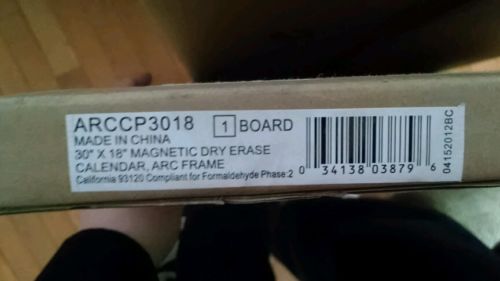 ARCCP3018 1 BOARD
MADE IN CHINA
30" X 18" MAGNETIC DRY ERASE
CALENDAR, ARC FRAME
California 93120 Compliant for Formaldehyde Phase:2
0 34138 03879 6
04152012BC